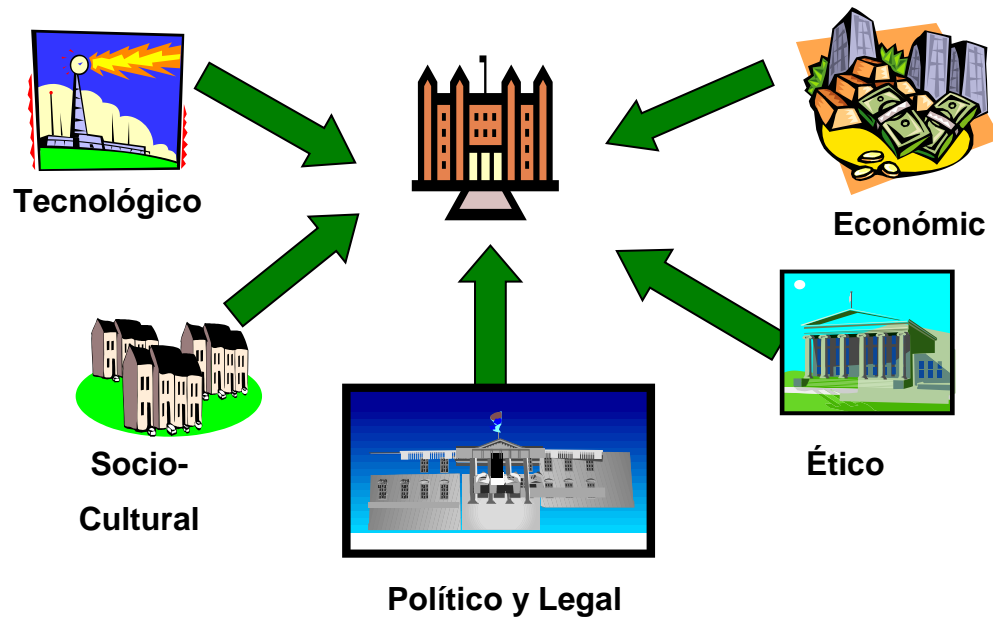 Tecnológico
Económic
Socio-
Cultural
Ético
Político y Legal